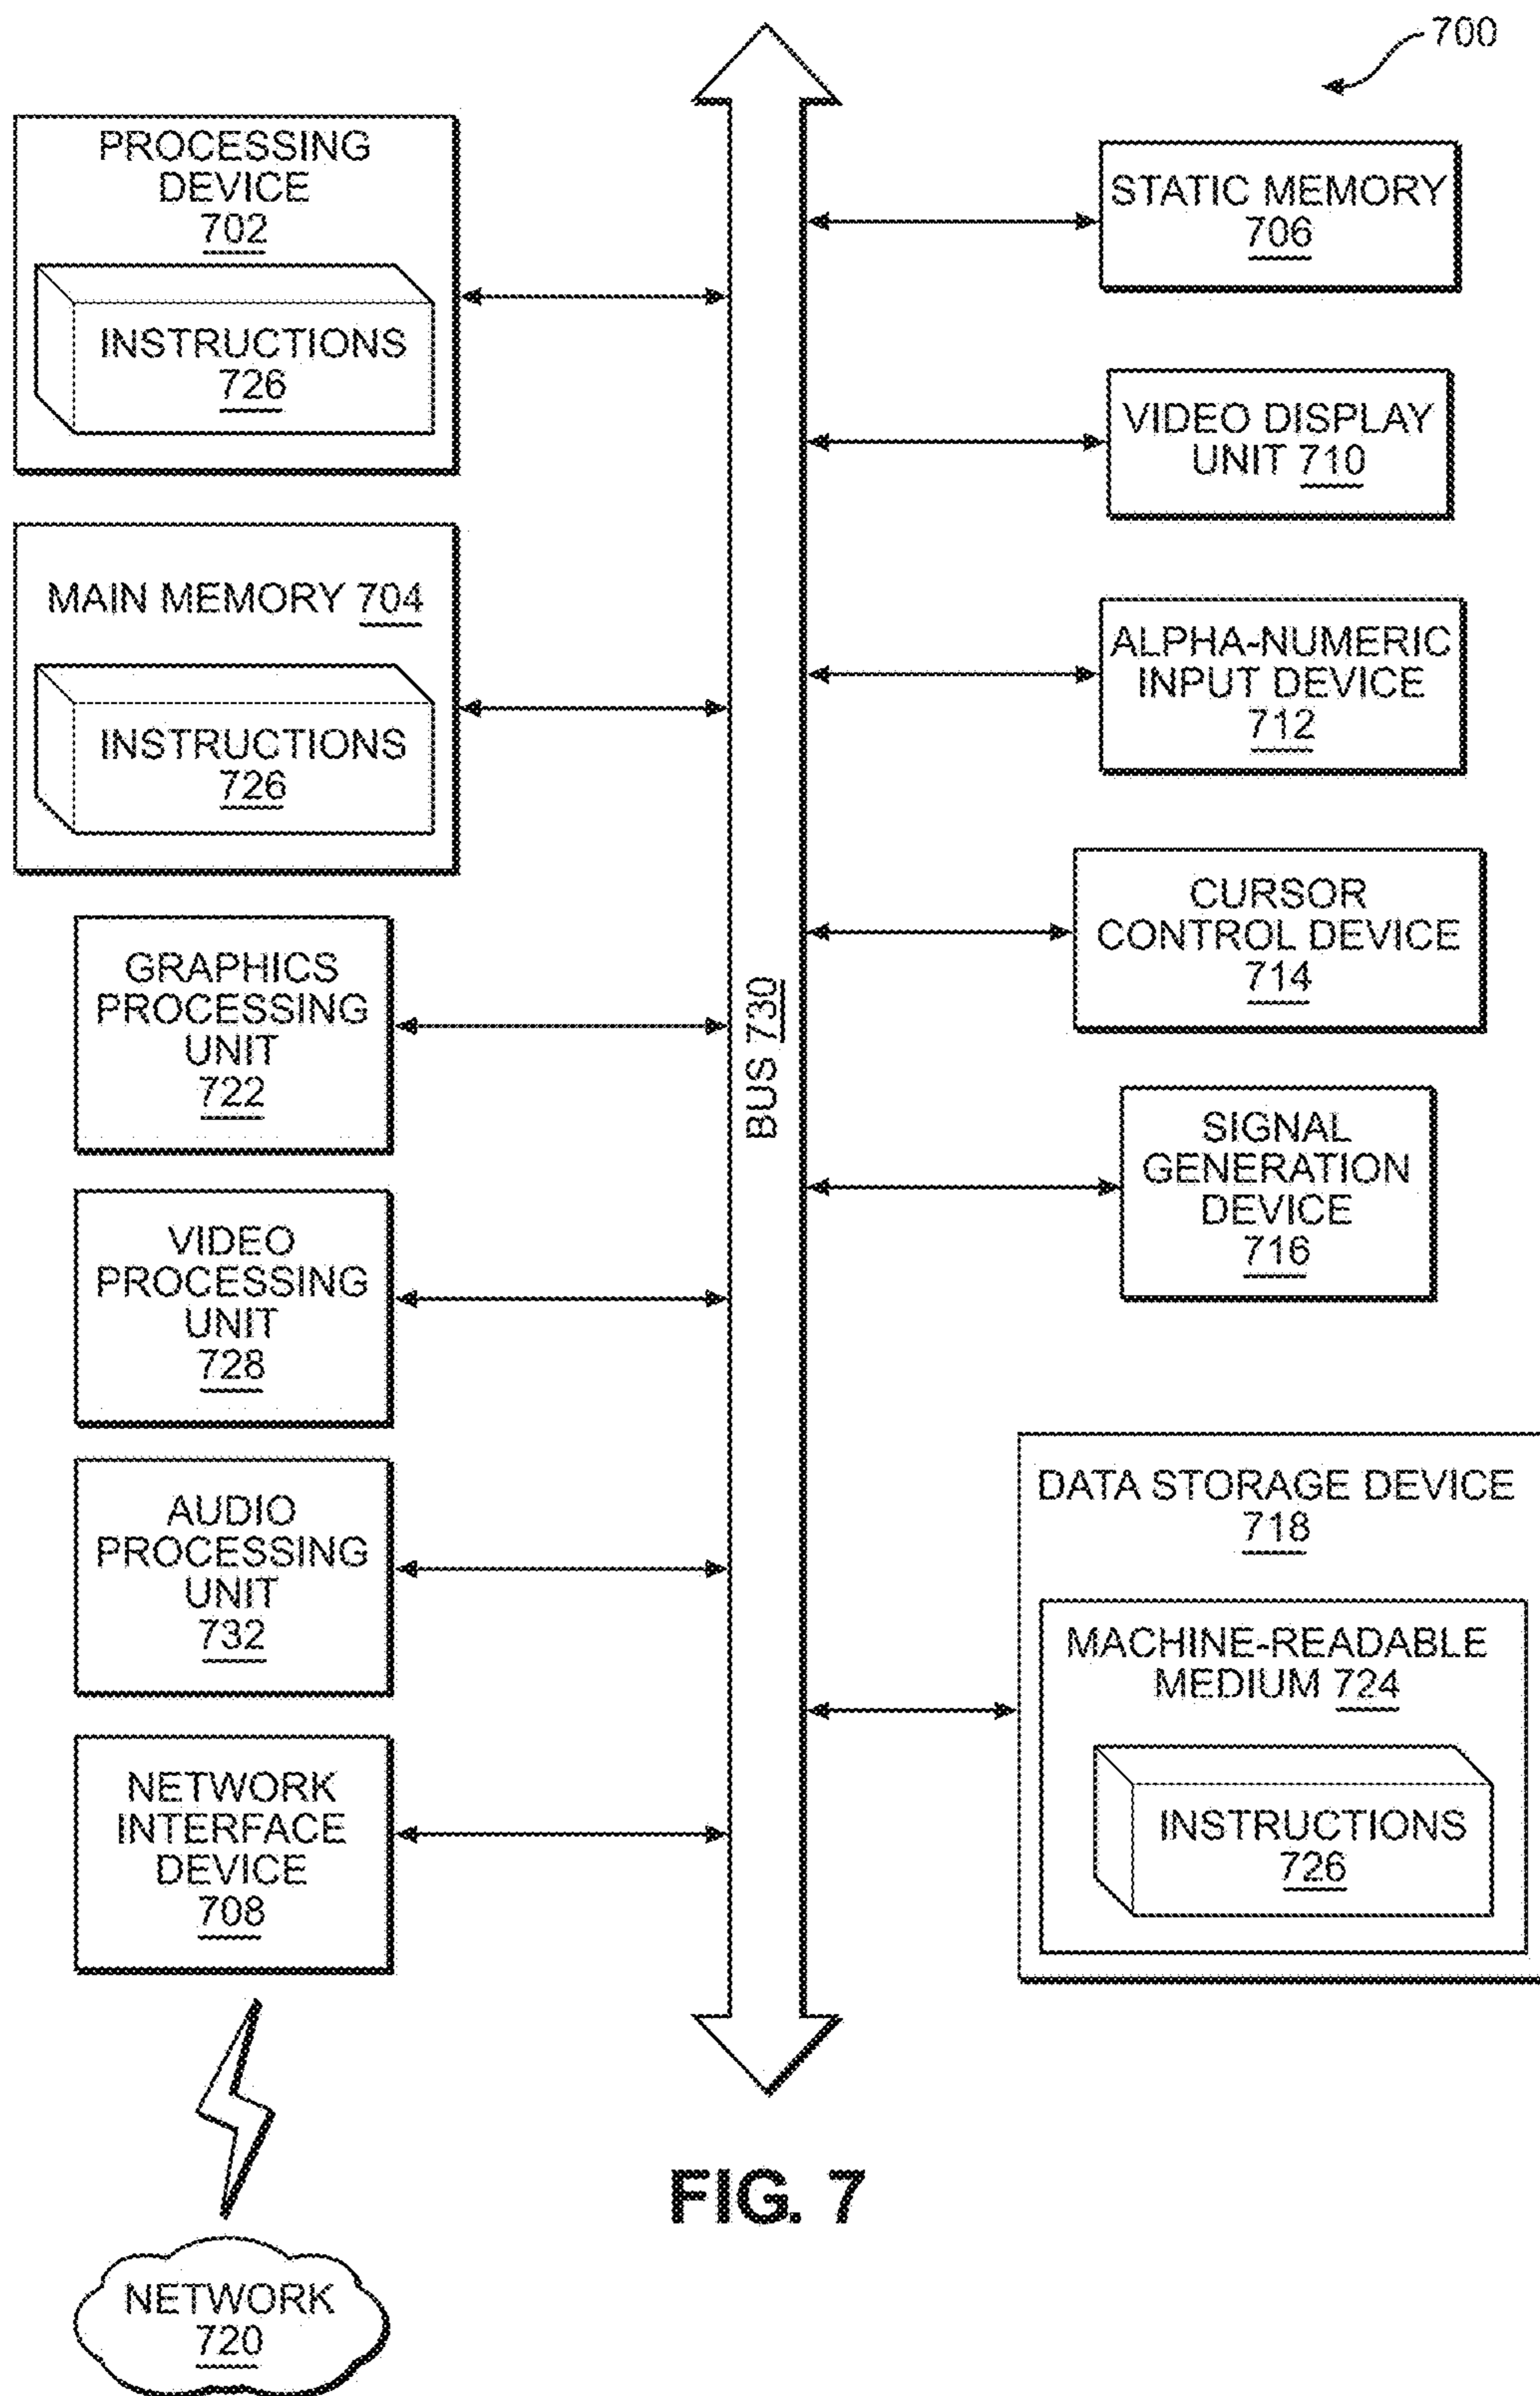 700
PROCESSING
DEVICE
702
INSTRUCTIONS
726
MAIN MEMORY 704
INSTRUCTIONS
726
GRAPHICS
PROCESSING
UNIT
722
VIDEO
PROCESSING
UNIT
728
AUDIO
PROCESSING
UNIT
732
NETWORK
INTERFACE
DEVICE
708
NETWORK
720
BUS 730
STATIC MEMORY
706
VIDEO DISPLAY
UNIT 710
ALPHA-NUMERIC
INPUT DEVICE
712
CURSOR
CONTROL DEVICE
714
SIGNAL
GENERATION
DEVICE
716
DATA STORAGE DEVICE
718
MACHINE-READABLE
MEDIUM 724
INSTRUCTIONS
726
FIG. 7